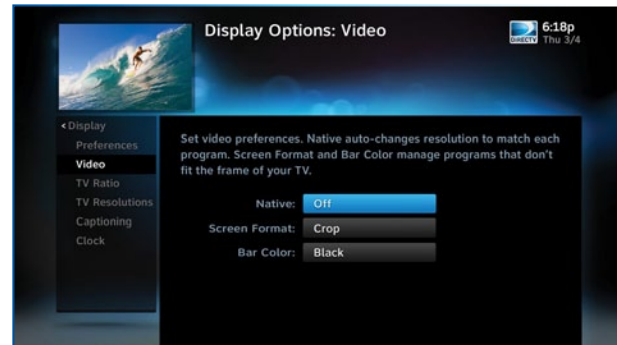 Display Options: Video
DIRECTV
6:18p
Thu 3/4
Display
Preferences
Video
TV Ratio
TV Resolutions
Captioning
Clock
Set video preferences. Native auto-changes resolution to match each
program. Screen Format and Bar Color manage programs that don't
fit the frame of your TV.
Native: Off
Screen Format: Crop
Bar Color: Black